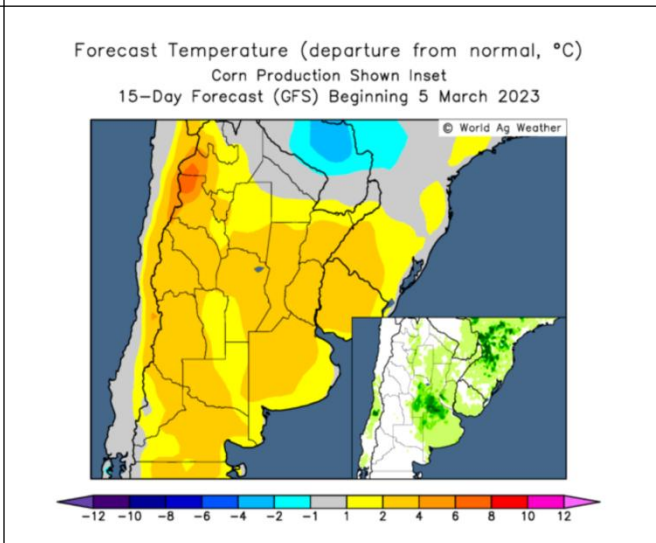 Forecast Temperature (departure from normal, °C)
Corn Production Shown Inset
15-Day Forecast (GFS) Beginning 5 March 2023
© World Ag Weather
-12 -10 -8 -6 -4 -2 -1 1 2 4 6 8 10 12